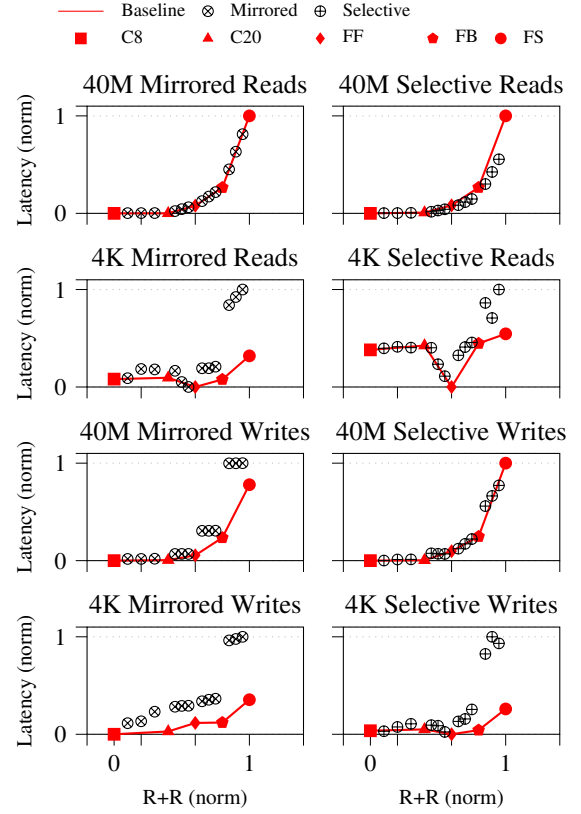 Baseline Mirrored Selective
C8 C20 FF FB FS
40M Mirrored Reads 40M Selective Reads
Latency (norm)
1
0
4K Mirrored Reads 4K Selective Reads
Latency (norm)
1
0
40M Mirrored Writes 40M Selective Writes
Latency (norm)
1
0
4K Mirrored Writes 4K Selective Writes
Latency (norm)
1
0
0 1 0 1
R+R (norm) R+R (norm)